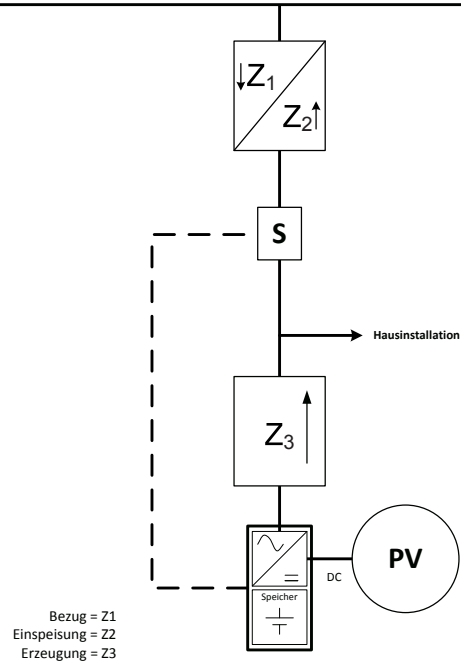 Z₁
Z₂
S
Hausinstallation
Z₃
PV
DC
Speicher
Bezug = Z1
Einspeisung = Z2
Erzeugung = Z3